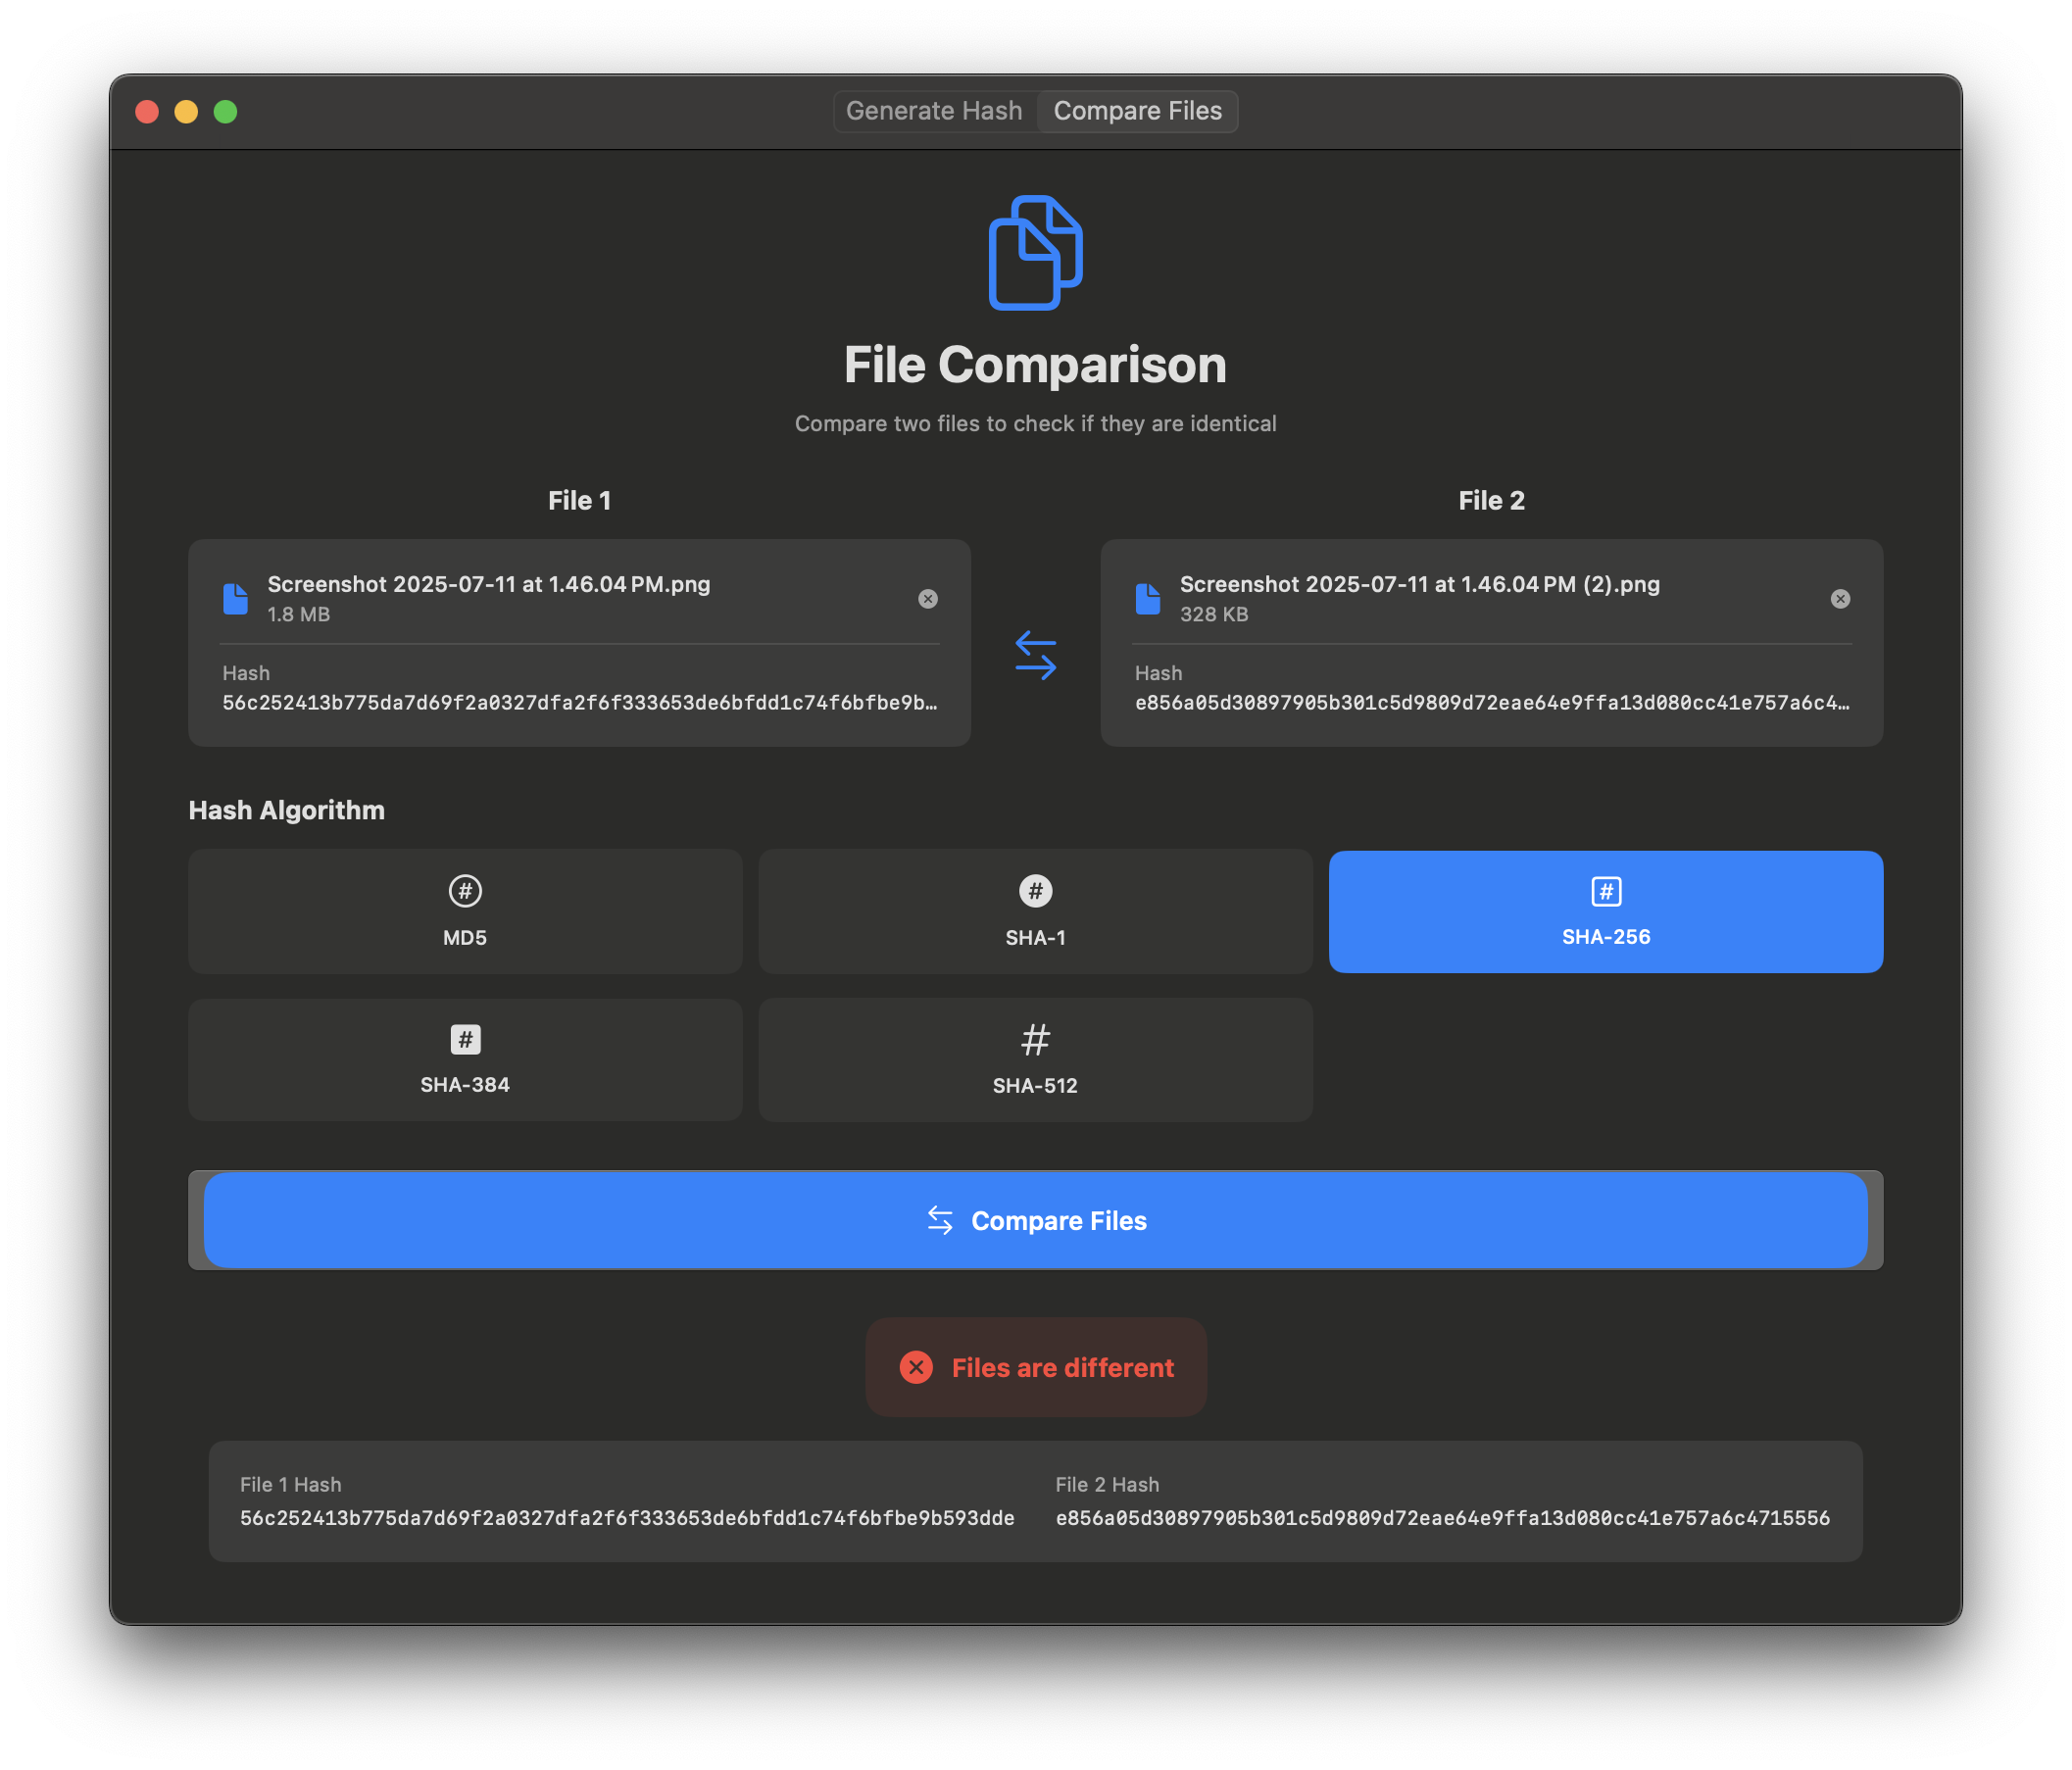 Generate Hash
Compare Files
File Comparison
Compare two files to check if they are identical
File 1
Screenshot 2025-07-11 at 1.46.04 PM.png
1.8 MB
Hash
56c252413b775da7d69f2a0327dfa2f6f333653de6bfdd1c74f6bfbe9b…
File 2
Screenshot 2025-07-11 at 1.46.04 PM (2).png
328 KB
Hash
e856a05d30897905b301c5d9809d72eae64e9ffa13d080cc41e757a6c4…
Hash Algorithm
MD5
SHA-1
SHA-256
SHA-384
SHA-512
Compare Files
Files are different
File 1 Hash
56c252413b775da7d69f2a0327dfa2f6f333653de6bfdd1c74f6bfbe9b593dde
File 2 Hash
e856a05d30897905b301c5d9809d72eae64e9ffa13d080cc41e757a6c4715556